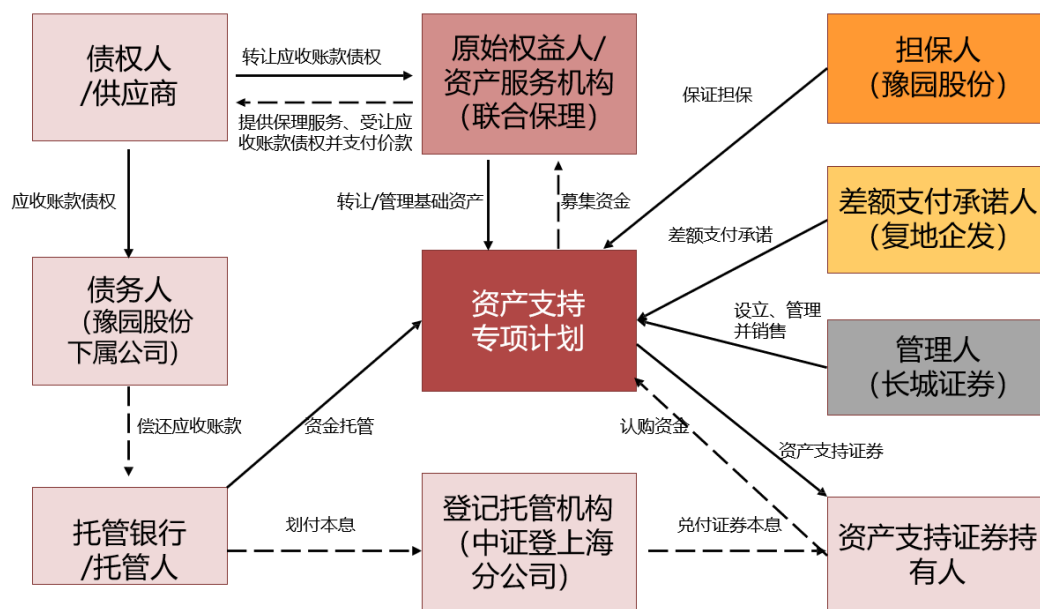 债权人
/供应商
转让应收账款债权
提供保理服务、受让应
收账款债权并支付价款
原始权益人/
资产服务机构
（联合保理）
担保人
（豫园股份）
保证担保
应收账款债权
转让/管理基础资产
募集资金
差额支付承诺人
（复地企发）
差额支付承诺
债务人
（豫园股份
下属公司）
资产支持
专项计划
设立、管理
并销售
管理人
（长城证券）
偿还应收账款
资金托管
认购资金
资产支持证券
托管银行
/托管人
划付本息
登记托管机构
（中证登上海
分公司）
兑付证券本息
资产支持证券持
有人